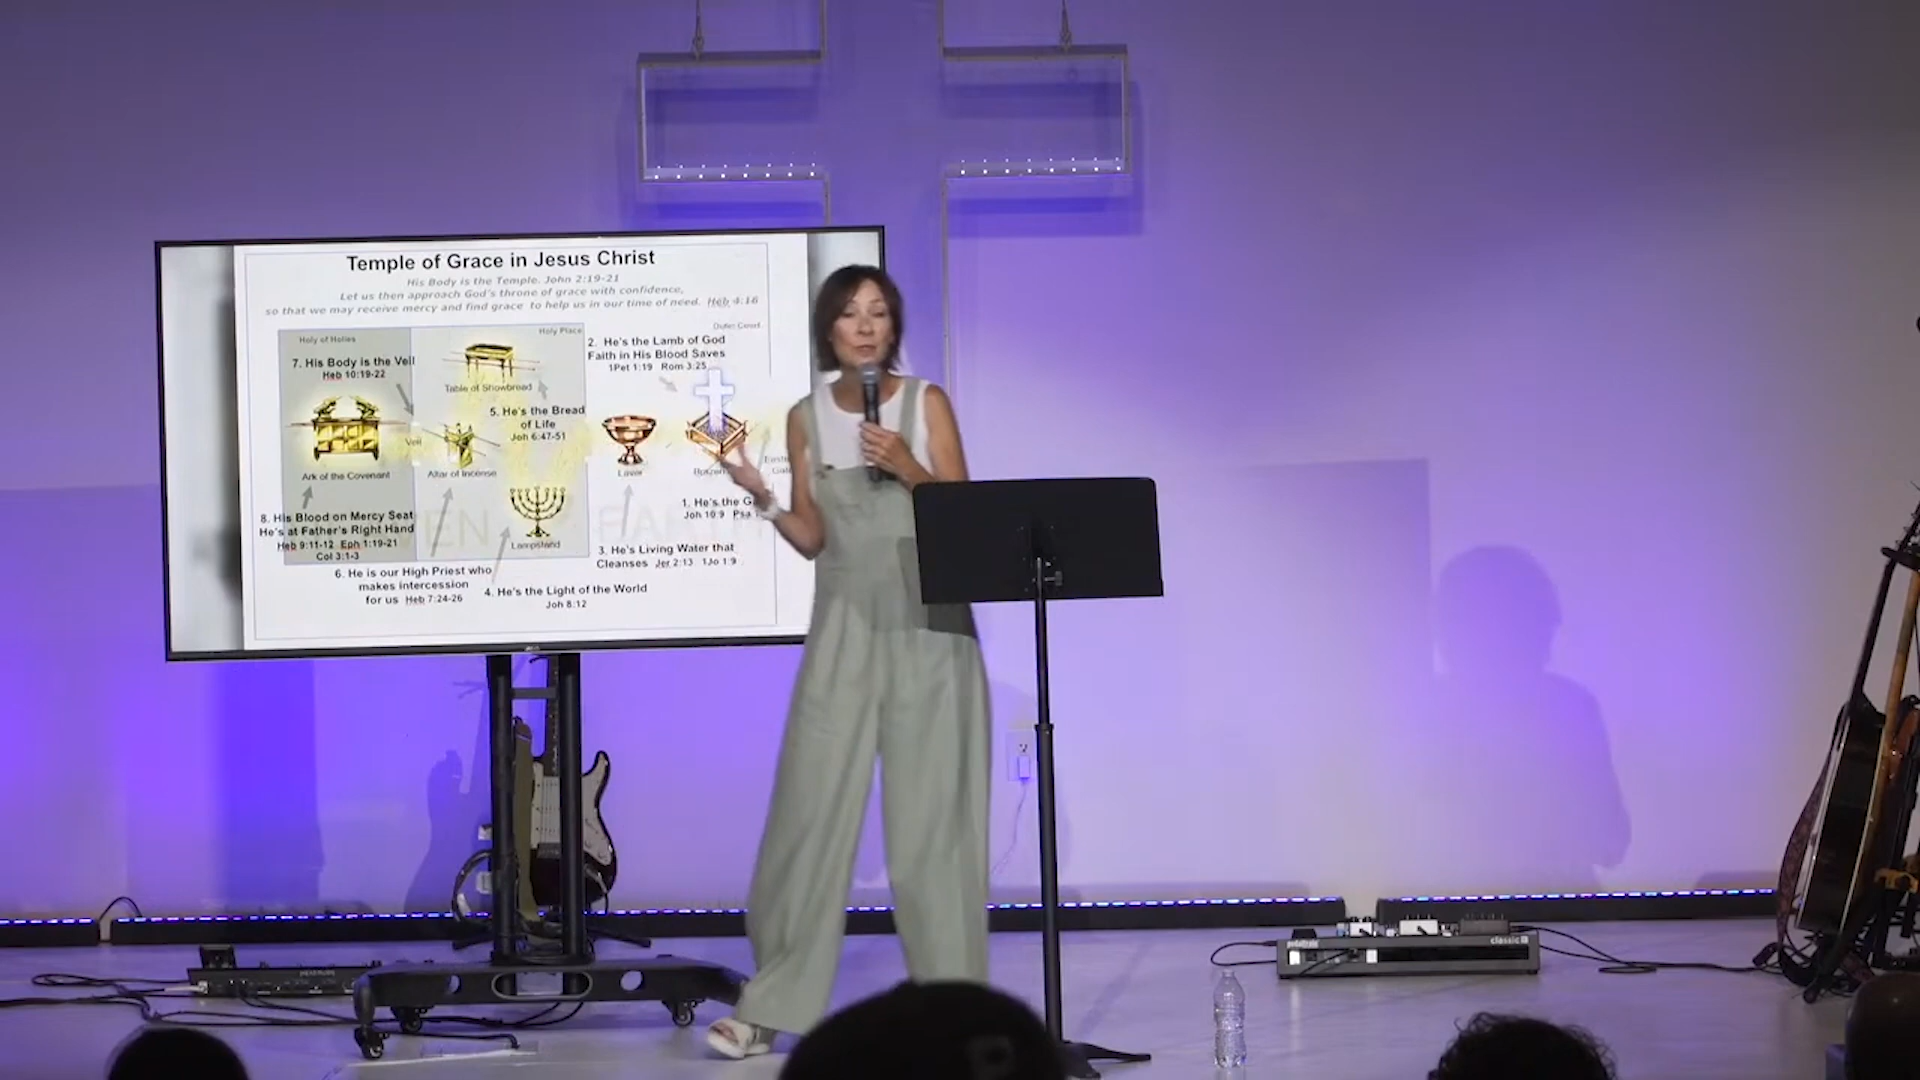 Temple of Grace in Jesus Christ
His Body is the Temple. John 2:19-21
Let us then approach God's throne of grace with confidence,
so that we may receive mercy and find grace to help us in our time of need. Heb 4:16
Holy of Holies
Holy Place
Outer Court
7. His Body is the Veil
Heb 10:19-22
Table of Showbread
2. He's the Lamb of God
Faith in His Blood Saves
1Pet 1:19 Rom 3:25
5. He's the Bread
of Life
Joh 6:47-51
Veil
Ark of the Covenant
Altar of Incense
Laver
Lampstand
1. He's the
Joh 10:9
8. His Blood on Mercy Seat
He's at Father's Right Hand
Heb 9:11-12 Eph 1:19-21
Col 3:1-3
3. He's Living Water that
Cleanses Jer 2:13 1Jo 1:9
6. He is our High Priest who
makes intercession
for us Heb 7:24-26
4. He's the Light of the World
Joh 8:12
classic